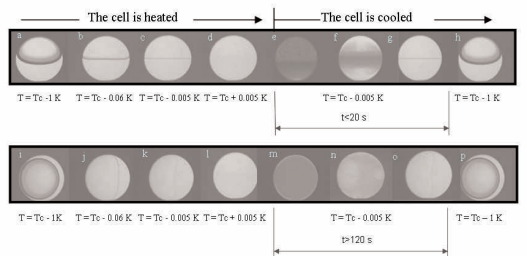 The cell is heated
The cell is cooled
a b c d e f g h
T = Tc -1 K T = Tc - 0.06 K T = Tc - 0.005 K T = Tc + 0.005 K T = Tc - 0.005 K T = Tc - 1 K
t<20 s
i j k l m n o p
T = Tc - 1K T = Tc - 0.06 K T = Tc - 0.005 K T = Tc + 0.005 K T = Tc - 0.005 K T = Tc – 1 K
t>120 s